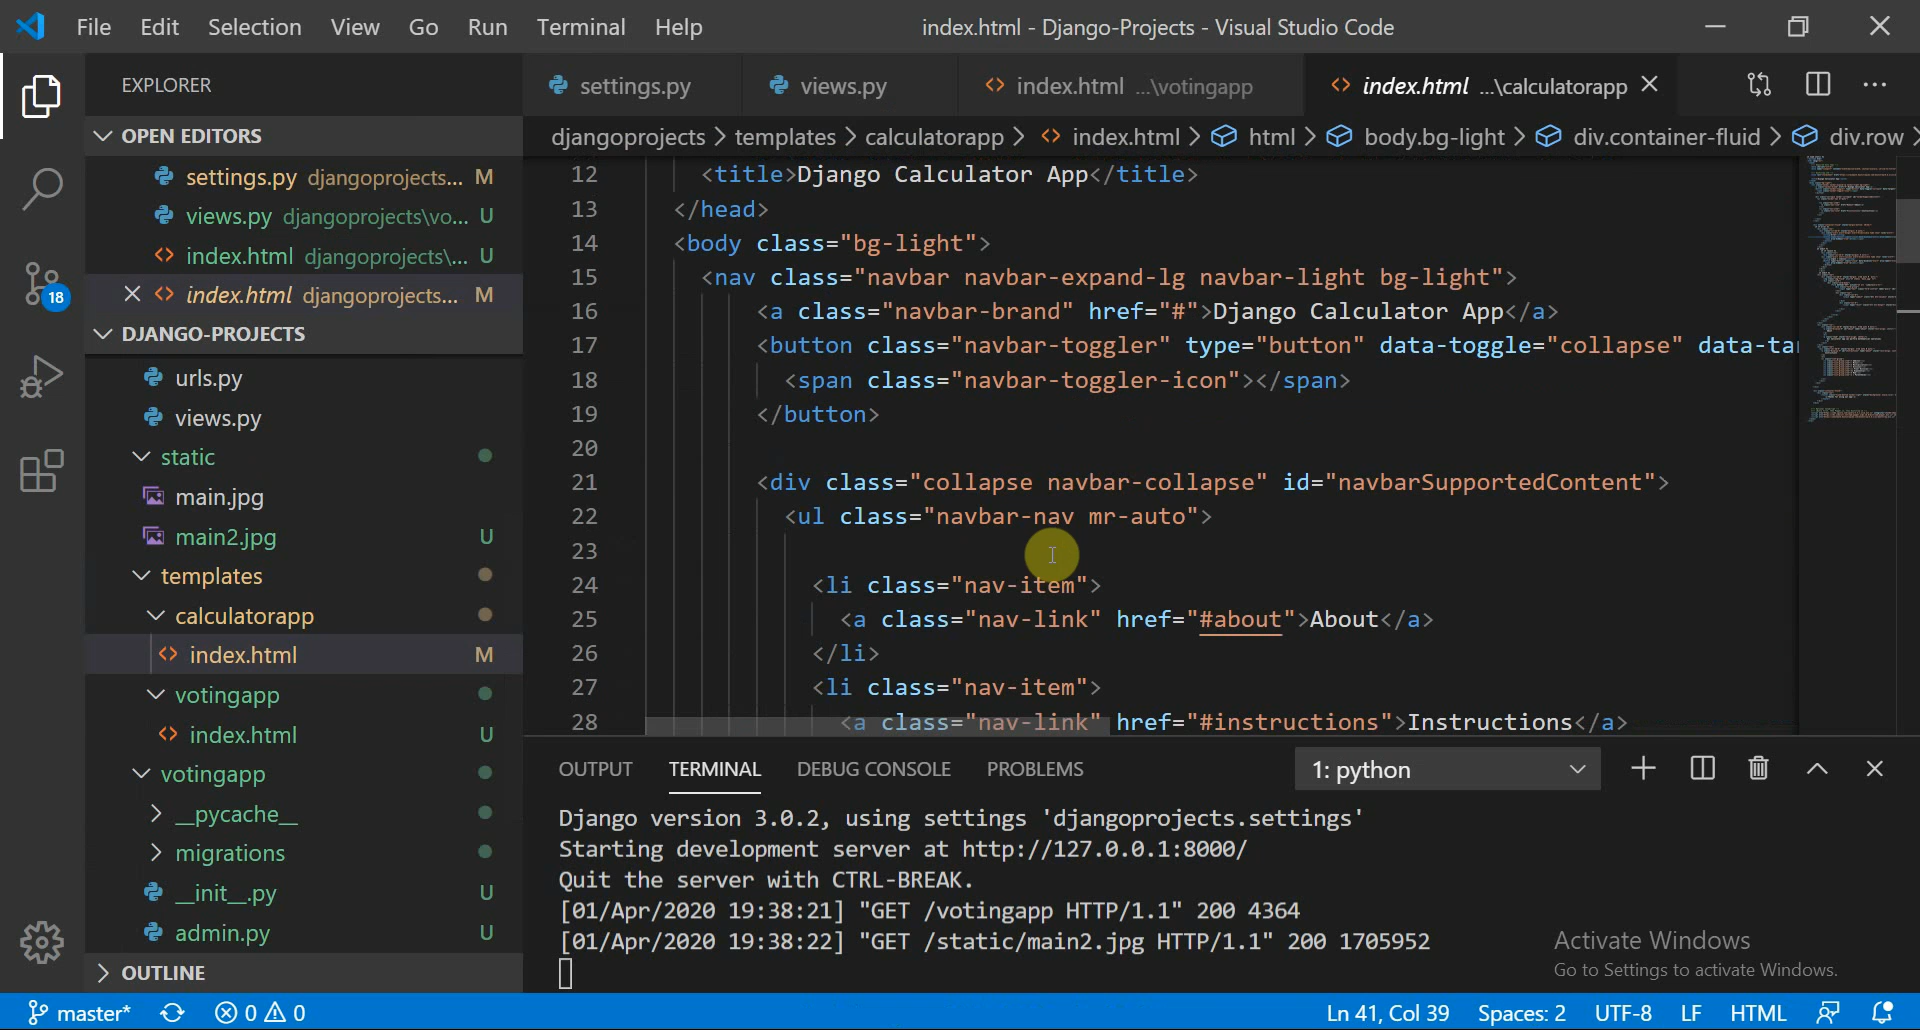 File Edit Selection View Go Run Terminal Help index.html - Django-Projects - Visual Studio Code
EXPLORER
OPEN EDITORS
settings.py djangoprojects... M
views.py djangoprojects\vo... U
index.html djangoprojects\... U
index.html djangoprojects... M
DJANGO-PROJECTS
urls.py
views.py
static
main.jpg
main2.jpg U
templates
calculatorapp
index.html M
votingapp
index.html U
votingapp
__pycache__
migrations
__init__.py U
admin.py U
OUTLINE
18
settings.py views.py index.html ...\votingapp index.html ...\calculatorapp
djangoprojects > templates > calculatorapp > index.html > html > body.bg-light > div.container-fluid > div.row >
12 <title>Django Calculator App</title>
13 </head>
14 <body class="bg-light">
15 <nav class="navbar navbar-expand-lg navbar-light bg-light">
16 <a class="navbar-brand" href="#">Django Calculator App</a>
17 <button class="navbar-toggler" type="button" data-toggle="collapse" data-ta
18 <span class="navbar-toggler-icon"></span>
19 </button>
20
21 <div class="collapse navbar-collapse" id="navbarSupportedContent">
22 <ul class="navbar-nav mr-auto">
23
24 <li class="nav-item">
25 <a class="nav-link" href="#about">About</a>
26 </li>
27 <li class="nav-item">
28 <a class="nav-link" href="#instructions">Instructions</a>
OUTPUT TERMINAL DEBUG CONSOLE PROBLEMS 1: python
Django version 3.0.2, using settings 'djangoprojects.settings'
Starting development server at http://127.0.0.1:8000/
Quit the server with CTRL-BREAK.
[01/Apr/2020 19:38:21] "GET /votingapp HTTP/1.1" 200 4364
[01/Apr/2020 19:38:22] "GET /static/main2.jpg HTTP/1.1" 200 1705952
Activate Windows
Go to Settings to activate Windows.
master* 0 0 Ln 41, Col 39 Spaces: 2 UTF-8 LF HTML